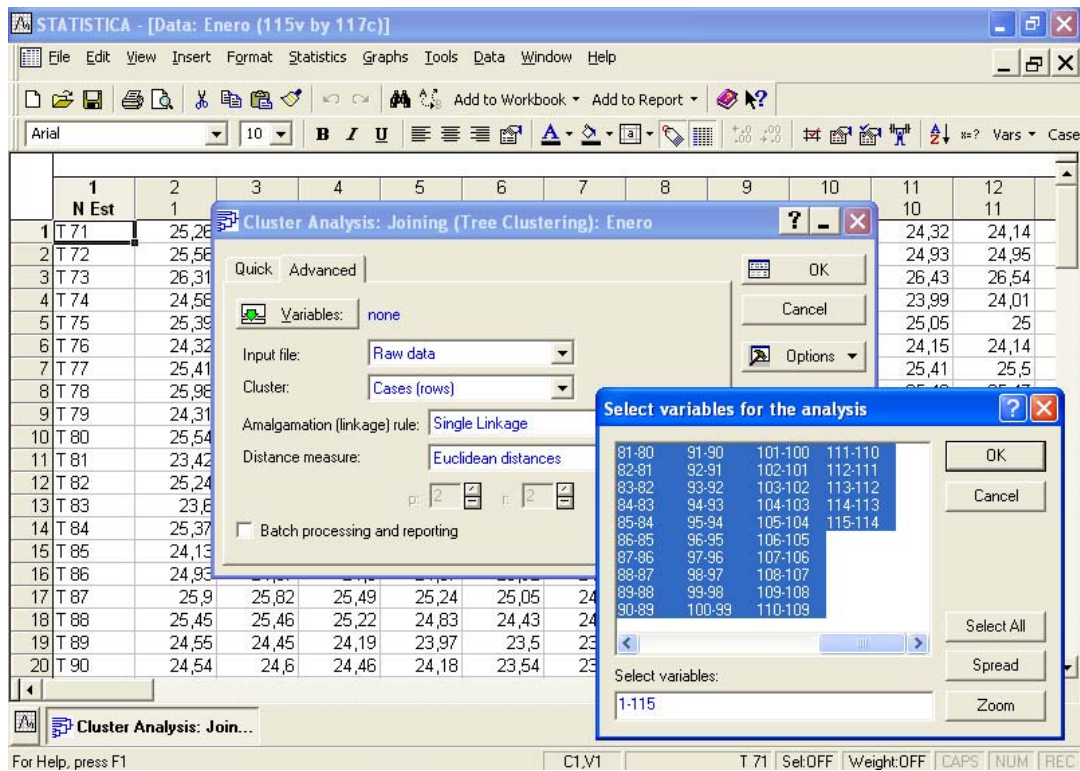 STATISTICA - [Data: Enero (115v by 117c)]
File Edit View Insert Format Statistics Graphs Tools Data Window Help
Add to Workbook Add to Report
Arial 10 B I U A a Vars Case
1 2 3 4 5 6 7 8 9 10 11 12
N Est 1 10 11
1 T 71 25,26 24,32 24,14
2 T 72 25,56 24,93 24,95
3 T 73 26,31 26,43 26,54
4 T 74 24,58 23,99 24,01
5 T 75 25,39 25,05 25
6 T 76 24,32 24,15 24,14
7 T 77 25,41 25,41 25,5
8 T 78 25,98
9 T 79 24,31
10 T 80 25,54
11 T 81 23,42
12 T 82 25,24
13 T 83 23,6
14 T 84 25,37
15 T 85 24,13
16 T 86 24,93
17 T 87 25,9 25,82 25,49 25,24 25,05 24
18 T 88 25,45 25,46 25,22 24,83 24,43 24
19 T 89 24,55 24,45 24,19 23,97 23,5 23
20 T 90 24,54 24,6 24,46 24,18 23,54 23
Cluster Analysis: Joining (Tree Clustering): Enero
Quick Advanced
OK
Cancel
Options
Variables: none
Input file: Raw data
Cluster: Cases (rows)
Amalgamation (linkage) rule: Single Linkage
Distance measure: Euclidean distances
p: 2 r: 2
Batch processing and reporting
Select variables for the analysis
81-80 91-90 101-100 111-110
82-81 92-91 102-101 112-111
83-82 93-92 103-102 113-112
84-83 94-93 104-103 114-113
85-84 95-94 105-104 115-114
86-85 96-95 106-105
87-86 97-96 107-106
88-87 98-97 108-107
89-88 99-98 109-108
90-89 100-99 110-109
OK
Cancel
Select All
Spread
Zoom
Select variables:
1-115
Cluster Analysis: Join...
For Help, press F1 C1,V1 T 71 Sel:OFF Weight:OFF CAPS NUM REC